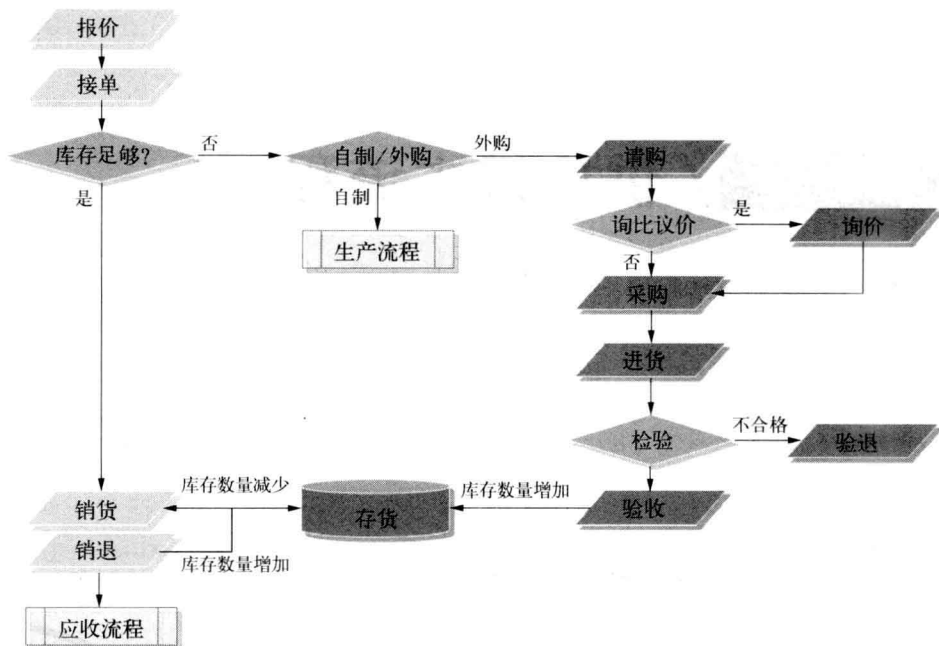 报价
接单
库存足够?
否
自制/外购
外购
请购
是
自制
询比议价
是
询价
生产流程
否
采购
进货
检验
不合格
验退
库存数量减少
库存数量增加
销货
存货
验收
销退
库存数量增加
应收流程